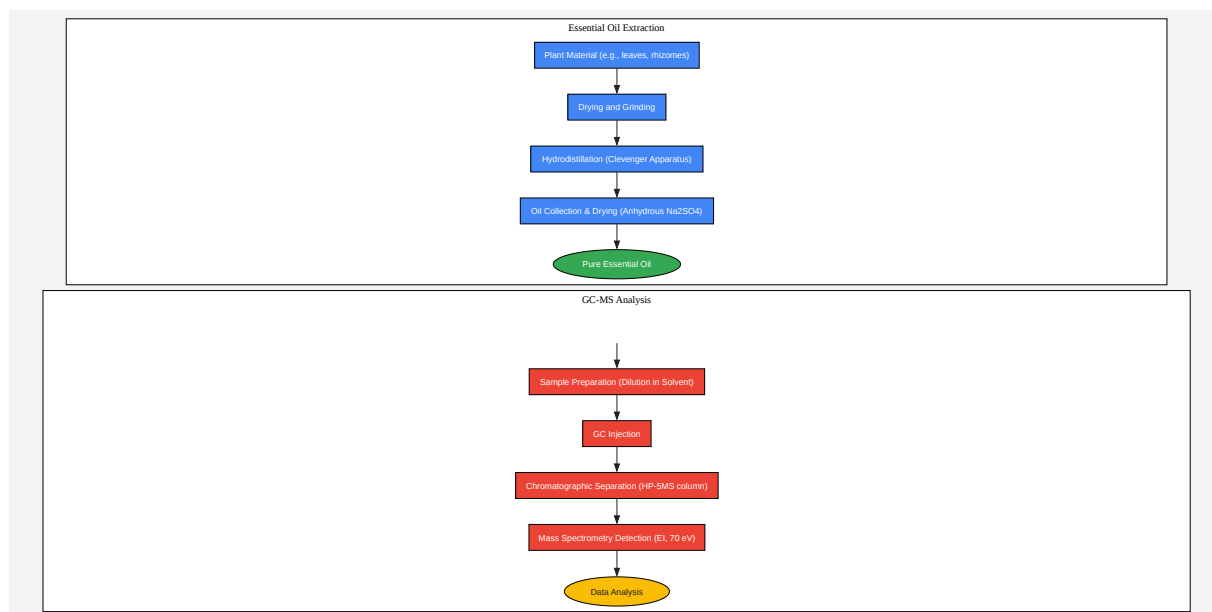 Essential Oil Extraction
Plant Material (e.g., leaves, rhizomes)
Drying and Grinding
Hydrodistillation (Clevenger Apparatus)
Oil Collection & Drying (Anhydrous Na2SO4)
Pure Essential Oil
GC-MS Analysis
Sample Preparation (Dilution in Solvent)
GC Injection
Chromatographic Separation (HP-5MS column)
Mass Spectrometry Detection (EI, 70 eV)
Data Analysis